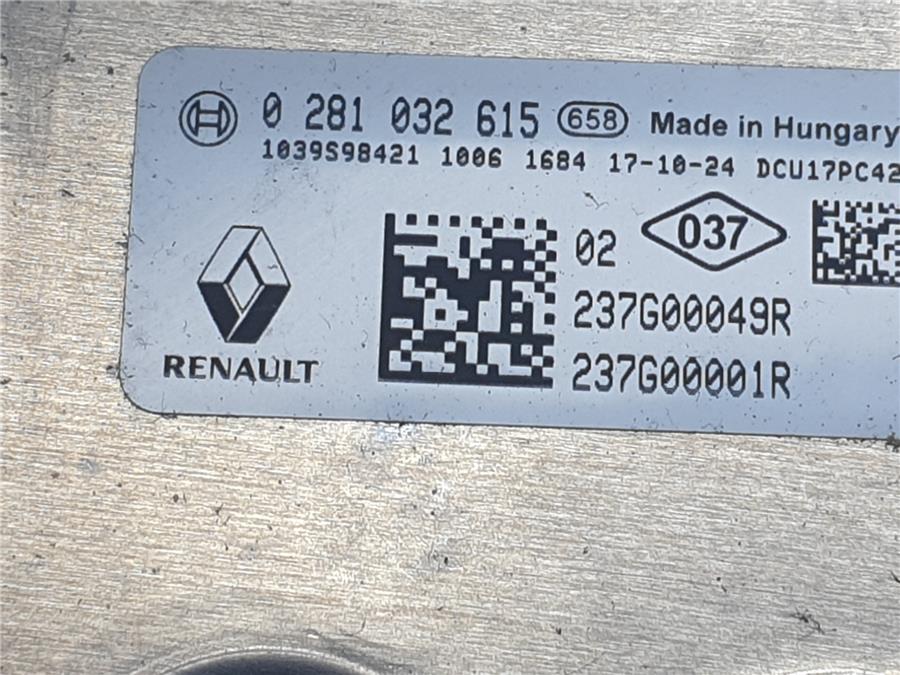 0 281 032 615 658 Made in Hungary
1039S98421 1006 1684 17-10-24 DCU17PC42
02 037
237G00049R
237G00001R
RENAULT